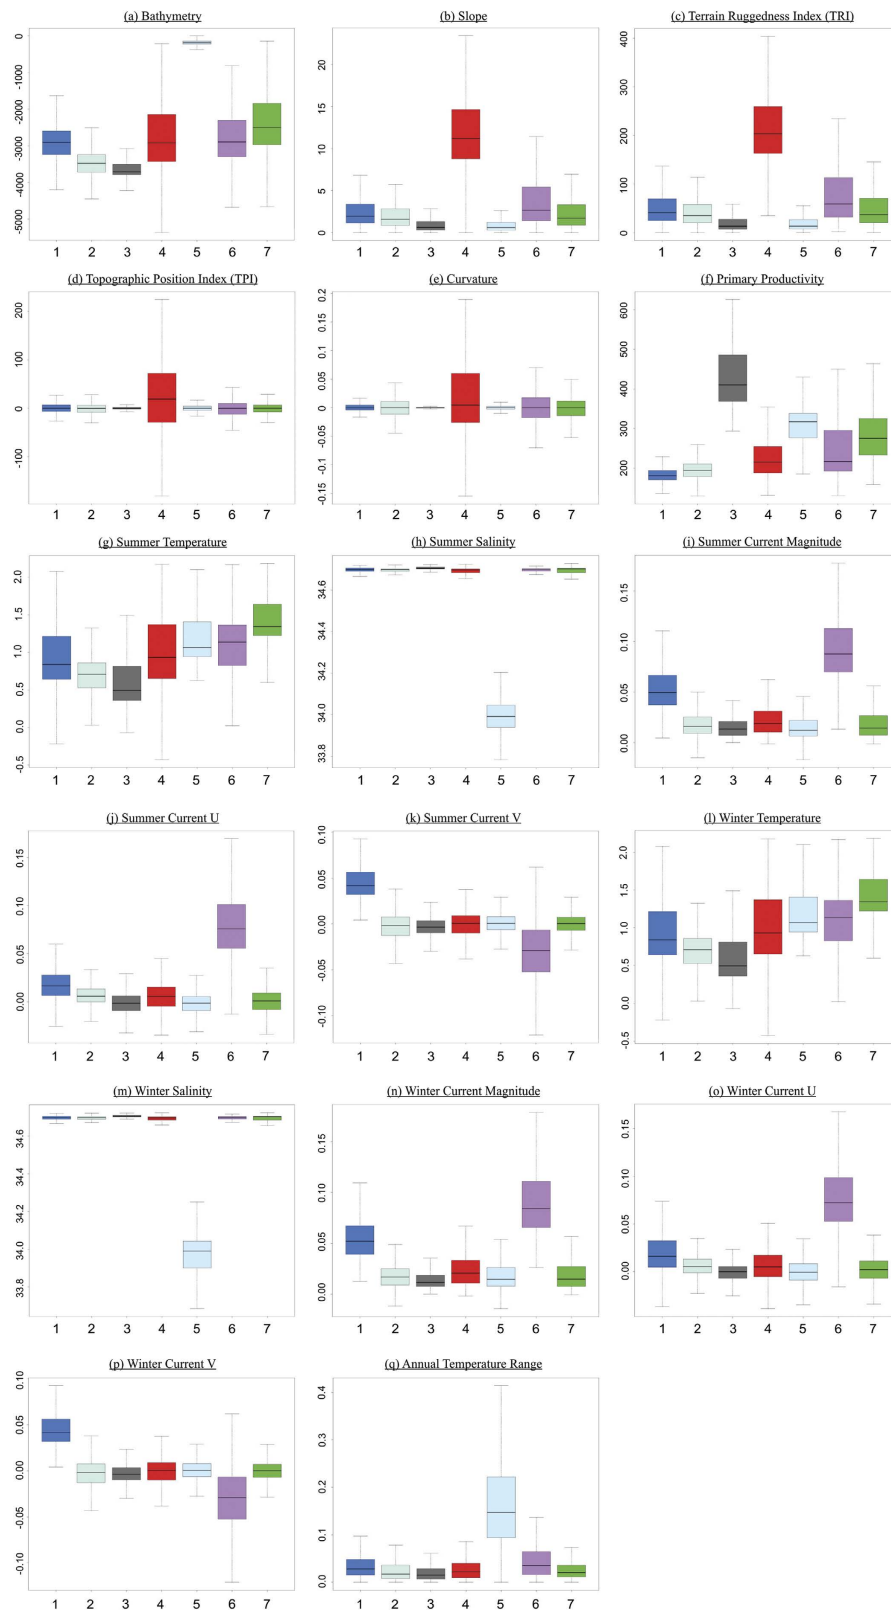 (a) Bathymetry
(b) Slope
(c) Terrain Ruggedness Index (TRI)
0
-1000
-2000
-3000
-4000
-5000
1 2 3 4 5 6 7
20
15
10
5
0
1 2 3 4 5 6 7
400
300
200
100
0
1 2 3 4 5 6 7
(d) Topographic Position Index (TPI)
(e) Curvature
(f) Primary Productivity
200
100
0
-100
1 2 3 4 5 6 7
0.2
0.15
0.1
0.05
0
-0.05
-0.1
-0.15
1 2 3 4 5 6 7
600
500
400
300
200
1 2 3 4 5 6 7
(g) Summer Temperature
(h) Summer Salinity
(i) Summer Current Magnitude
2.0
1.5
1.0
0.5
0.0
-0.5
1 2 3 4 5 6 7
34.6
34.4
34.2
34.0
33.8
1 2 3 4 5 6 7
0.15
0.10
0.05
0.00
1 2 3 4 5 6 7
(j) Summer Current U
(k) Summer Current V
(l) Winter Temperature
0.15
0.10
0.05
0.00
1 2 3 4 5 6 7
0.10
0.05
0.00
-0.05
-0.10
1 2 3 4 5 6 7
2.0
1.5
1.0
0.5
0.0
-0.5
1 2 3 4 5 6 7
(m) Winter Salinity
(n) Winter Current Magnitude
(o) Winter Current U
34.6
34.4
34.2
34.0
33.8
1 2 3 4 5 6 7
0.15
0.10
0.05
0.00
1 2 3 4 5 6 7
0.15
0.10
0.05
0.00
1 2 3 4 5 6 7
(p) Winter Current V
(q) Annual Temperature Range
0.10
0.05
0.00
-0.05
-0.10
1 2 3 4 5 6 7
0.4
0.3
0.2
0.1
0.0
1 2 3 4 5 6 7